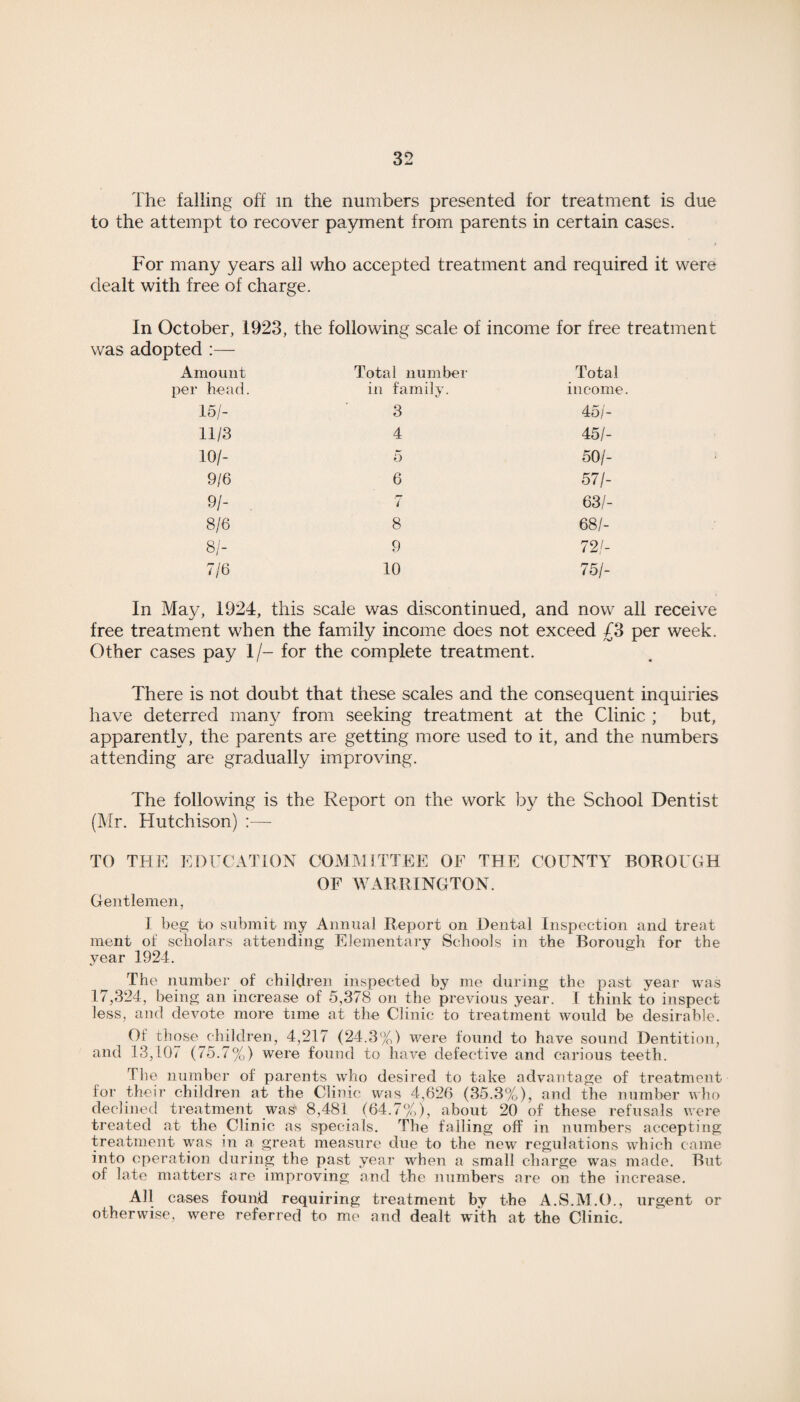 32
The falling off in the numbers presented for treatment is due
to the attempt to recover payment from parents in certain cases.
For many years all who accepted treatment and required it were
dealt with free of charge.
In October, 1923, the following scale of income for free treatment
was adopted :—
Amount Total number Total
per head. in family. income.
15/- 3 45/-
11/3 4 45/-
10/- 5 50/-
9/6 6 57/-
9/- 7 63/-
8/6 8 68/-
8/- 9 72/-
7/6 10 75/-
In May, 1924, this scale was discontinued, and now all receive
free treatment when the family income does not exceed £3 per week.
Other cases pay 1/– for the complete treatment.
There is not doubt that these scales and the consequent inquiries
have deterred many from seeking treatment at the Clinic ; but,
apparently, the parents are getting more used to it, and the numbers
attending are gradually improving.
The following is the Report on the work by the School Dentist
(Mr. Hutchison) :—
TO THE EDUCATION COMMITTEE OF THE COUNTY BOROUGH
OF WARRINGTON.
Gentlemen,
I beg to submit my Annual Report on Dental Inspection and treat
ment of scholars attending Elementary Schools in the Borough for the
year 1924.
The number of children inspected by me during the past year was
17,324, being an increase of 5,378 on the previous year. I think to inspect
less, and devote more time at the Clinic to treatment would be desirable.
Of those children, 4,217 (24.3%) were found to have sound Dentition,
and 13,107 (75.7%) were found to have defective and carious teeth.
The number of parents who desired to take advantage of treatment
for their children at the Clinic was 4,626 (35.3%), and the number who
declined treatment was 8,481 (64.7%), about 20 of these refusals were
treated at the Clinic as specials. The falling off in numbers accepting
treatment was in a great measure due to the new regulations which came
into operation during the past year when a small charge was made. But
of late matters are improving and the numbers are on the increase.
All cases found requiring treatment by the A.S.M.O., urgent or
otherwise, were referred to me and dealt with at the Clinic.